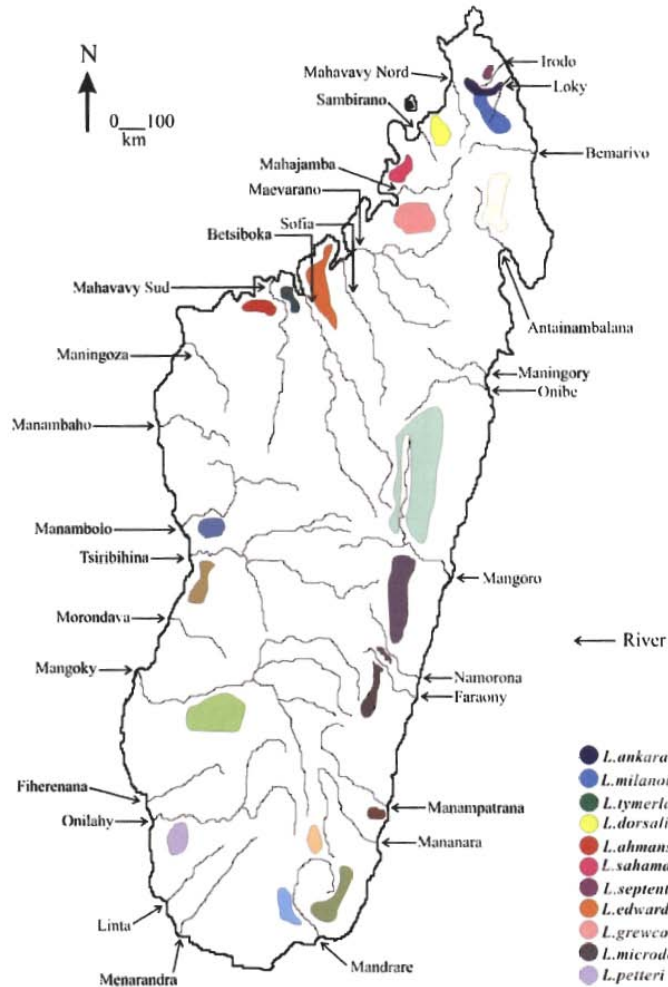 N
0 100
km
Mahavavy Nord
Sambirano
Irodo
Loky
Bemarivo
Mahajamba
Maevarano
Sofia
Betsiboka
Mahavavy Sud
Antainambalana
Maningoza
Maningory
Onibe
Manambaho
Manambolo
Tsiribihina
Mangoro
Morondava
River
Mangoky
Namorona
Faraony
Fiherenana
Onilahy
Manampatrana
Mananara
Linta
Menarandra
Mandrare
L.ankara
L.milano
L.tymerla
L.dorsali
L.ahmans
L.sahama
L.septent
L.edward
L.grewco
L.microd
L.petteri